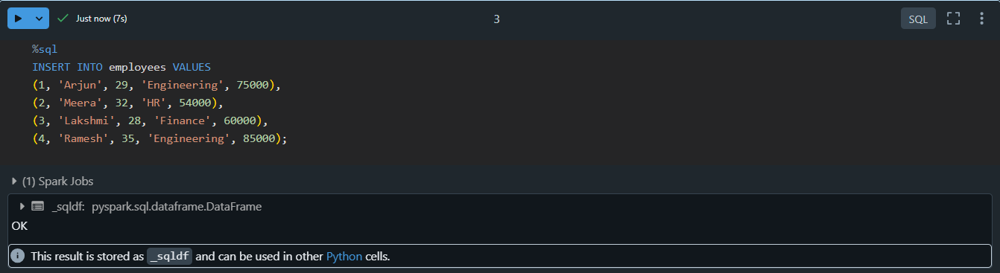 Just now (7s)
3
SQL
%sql
INSERT INTO employees VALUES
(1, 'Arjun', 29, 'Engineering', 75000),
(2, 'Meera', 32, 'HR', 54000),
(3, 'Lakshmi', 28, 'Finance', 60000),
(4, 'Ramesh', 35, 'Engineering', 85000);
(1) Spark Jobs
_sqldf: pyspark.sql.dataframe.DataFrame
OK
This result is stored as _sqldf and can be used in other Python cells.